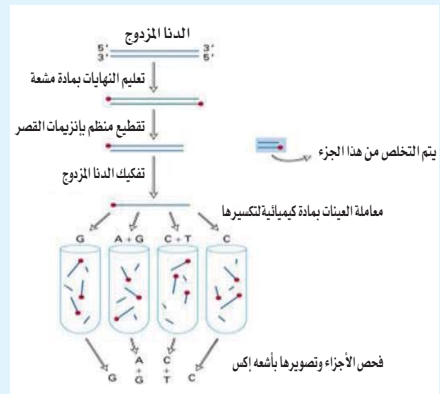 الدنا المزدوج
5' 3'
3' 5'
تعليم النهايات بمادة مشعة
تقطيع منظم بإنزيمات القصر
يتم التخلص من هذا الجزء
تفكيك الدنا المزدوج
معاملة العينات بمادة كيميائية لتكسيرها
G A+G C+T C
فحص الأجزاء وتصويرها بأشعه إكس
G A+G C+T C